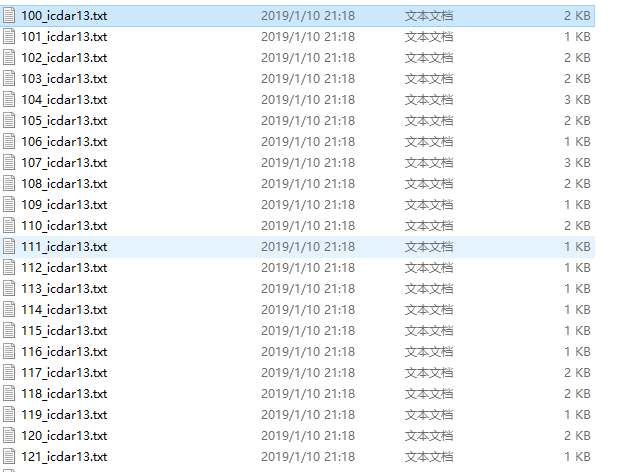 100_icdar13.txt 2019/1/10 21:18 文本文档 2 KB
101_icdar13.txt 2019/1/10 21:18 文本文档 1 KB
102_icdar13.txt 2019/1/10 21:18 文本文档 2 KB
103_icdar13.txt 2019/1/10 21:18 文本文档 2 KB
104_icdar13.txt 2019/1/10 21:18 文本文档 3 KB
105_icdar13.txt 2019/1/10 21:18 文本文档 2 KB
106_icdar13.txt 2019/1/10 21:18 文本文档 1 KB
107_icdar13.txt 2019/1/10 21:18 文本文档 3 KB
108_icdar13.txt 2019/1/10 21:18 文本文档 2 KB
109_icdar13.txt 2019/1/10 21:18 文本文档 1 KB
110_icdar13.txt 2019/1/10 21:18 文本文档 2 KB
111_icdar13.txt 2019/1/10 21:18 文本文档 1 KB
112_icdar13.txt 2019/1/10 21:18 文本文档 1 KB
113_icdar13.txt 2019/1/10 21:18 文本文档 1 KB
114_icdar13.txt 2019/1/10 21:18 文本文档 1 KB
115_icdar13.txt 2019/1/10 21:18 文本文档 1 KB
116_icdar13.txt 2019/1/10 21:18 文本文档 1 KB
117_icdar13.txt 2019/1/10 21:18 文本文档 2 KB
118_icdar13.txt 2019/1/10 21:18 文本文档 2 KB
119_icdar13.txt 2019/1/10 21:18 文本文档 1 KB
120_icdar13.txt 2019/1/10 21:18 文本文档 2 KB
121_icdar13.txt 2019/1/10 21:18 文本文档 1 KB